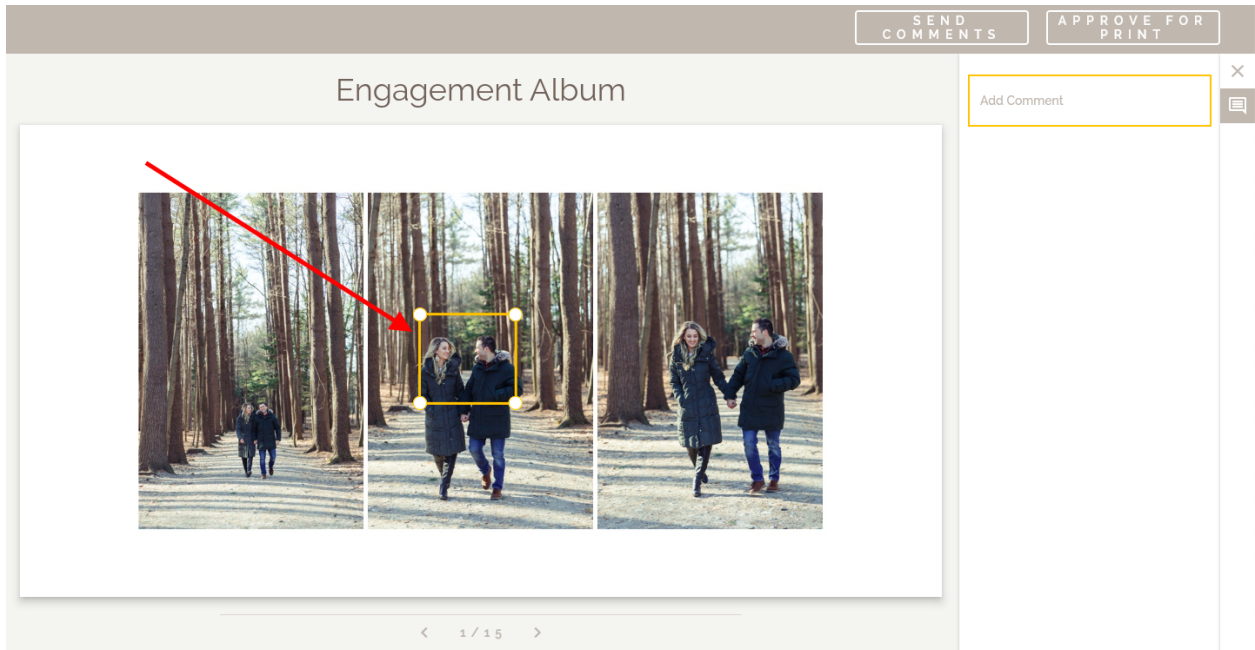 SEND
COMMENTS
APPROVE FOR
PRINT
Engagement Album
Add Comment
1/15